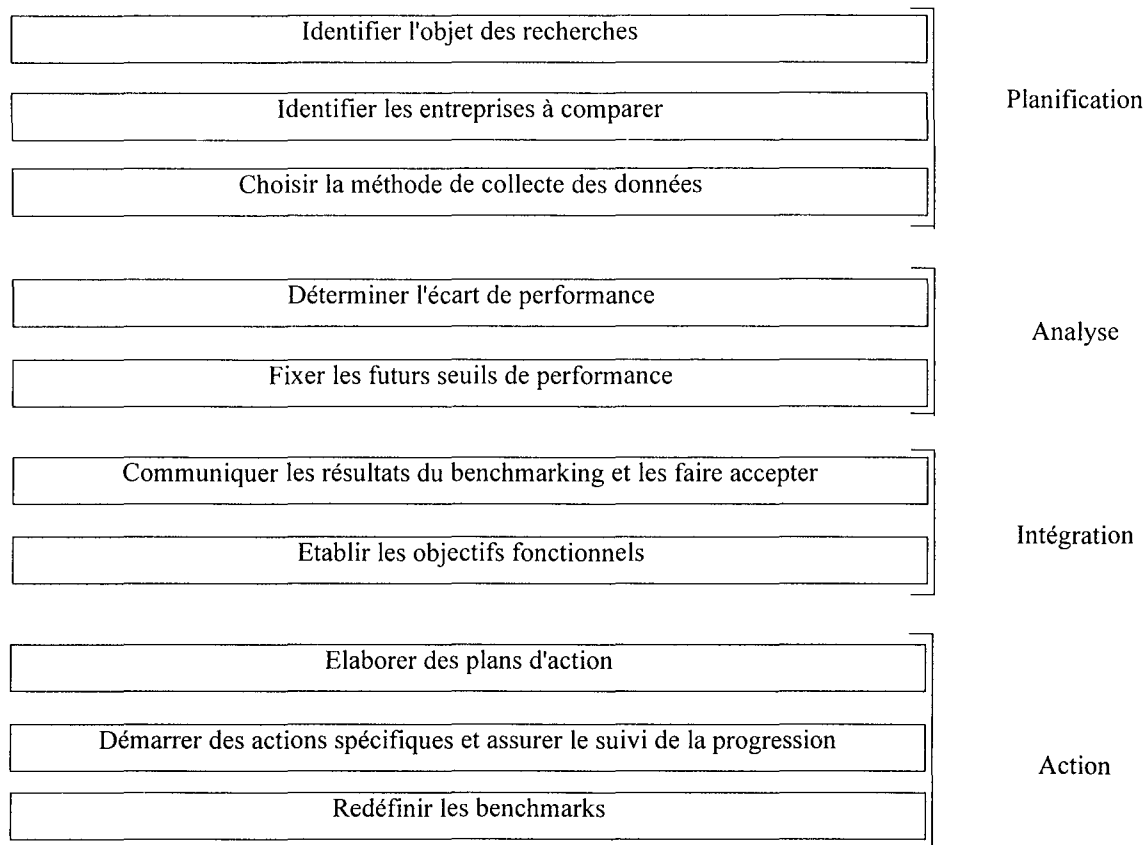 Identifier l'objet des recherches
Identifier les entreprises à comparer
Planification
Choisir la méthode de collecte des données
Déterminer l'écart de performance
Analyse
Fixer les futurs seuils de performance
Communiquer les résultats du benchmarking et les faire accepter
Intégration
Etablir les objectifs fonctionnels
Elaborer des plans d'action
Démarrer des actions spécifiques et assurer le suivi de la progression
Action
Redéfinir les benchmarks